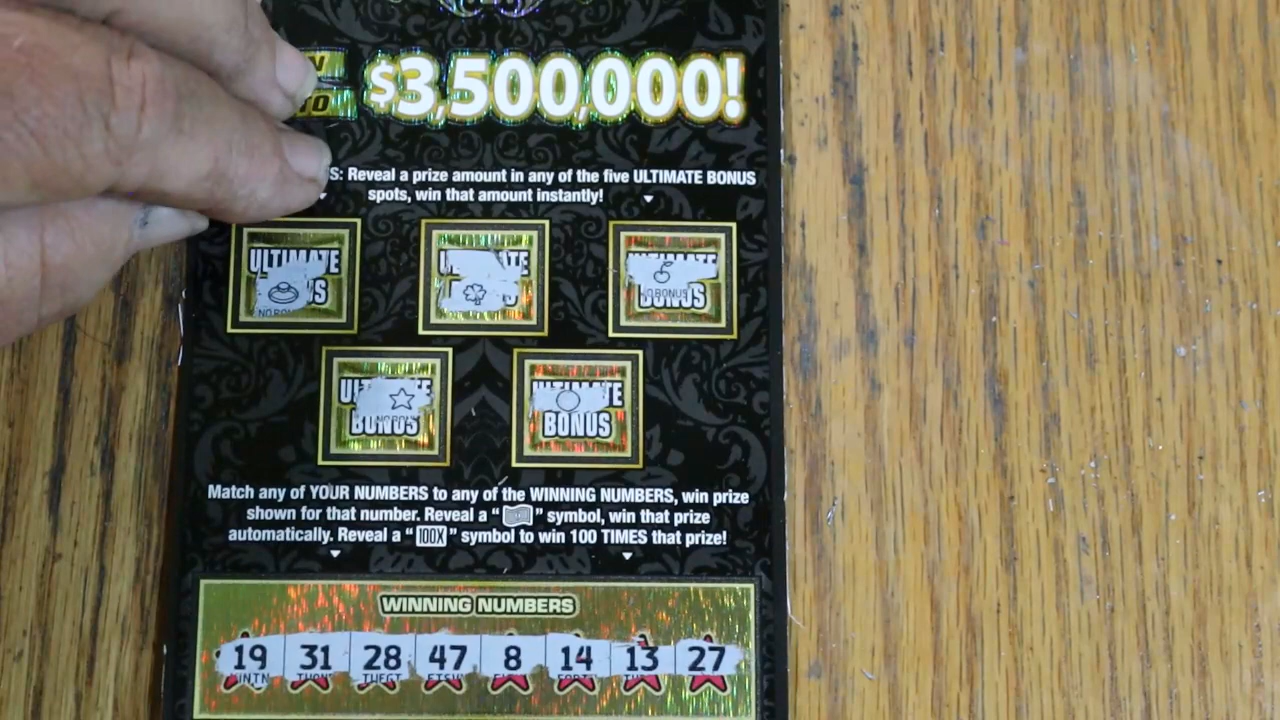 $3,500,000!
S: Reveal a prize amount in any of the five ULTIMATE BONUS
spots, win that amount instantly!
ULTIMATE
NO BONUS
BONUS
ULTIMATE
BONUS
Match any of YOUR NUMBERS to any of the WINNING NUMBERS, win prize
shown for that number. Reveal a " " symbol, win that prize
automatically. Reveal a " 100X " symbol to win 100 TIMES that prize!
WINNING NUMBERS
19 31 28 47 8 14 13 27